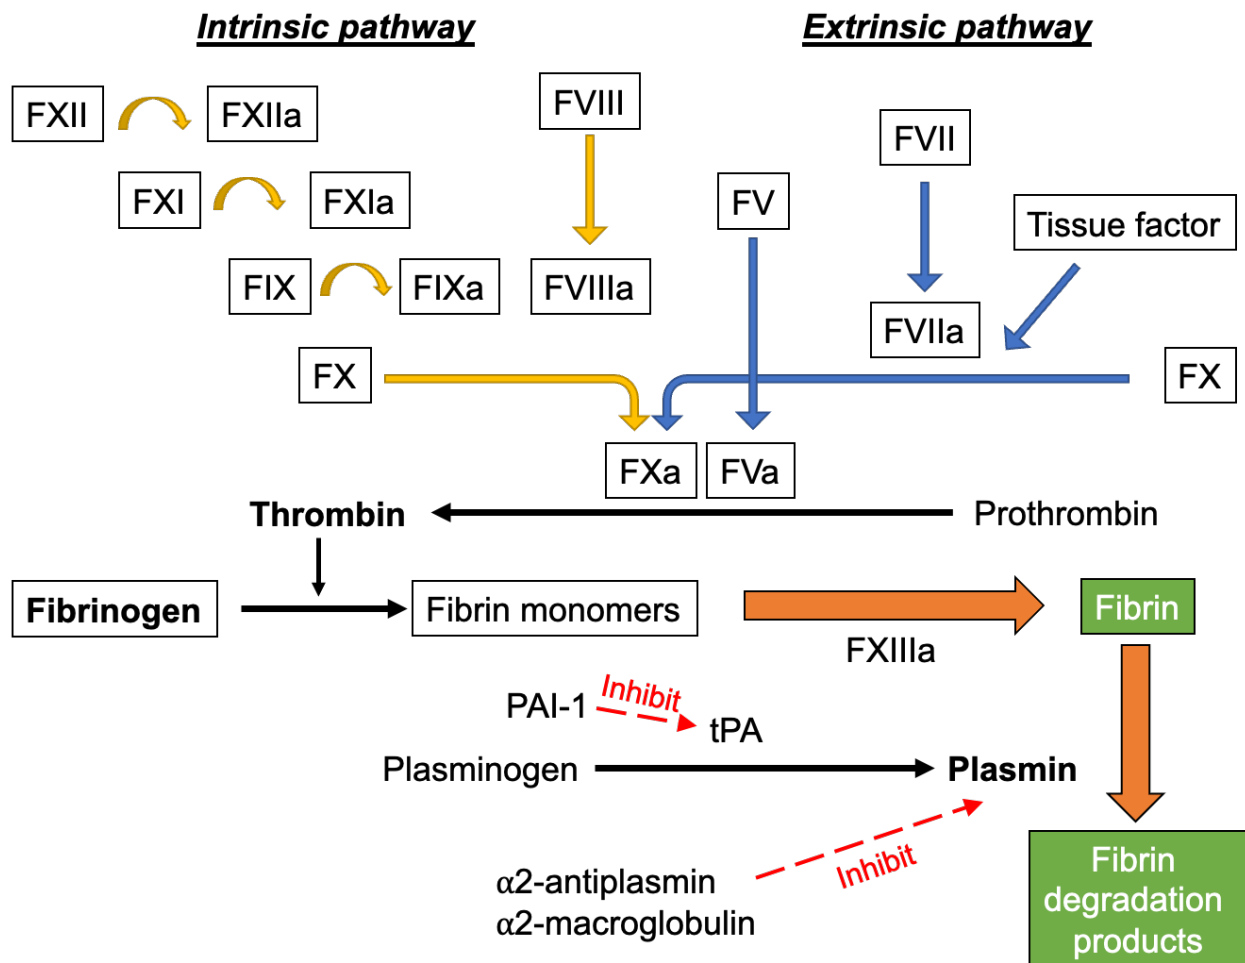 Intrinsic pathway
Extrinsic pathway
FXII
FXIIa
FVIII
FVII
FXI
FXIa
FV
Tissue factor
FIX
FIXa
FVIIIa
FVIIa
FX
FX
FXa
FVa
Thrombin
Prothrombin
Fibrinogen
Fibrin monomers
Fibrin
FXIIIa
PAI-1
Inhibit
tPA
Plasminogen
Plasmin
α2-antiplasmin
α2-macroglobulin
Inhibit
Fibrin
degradation
products